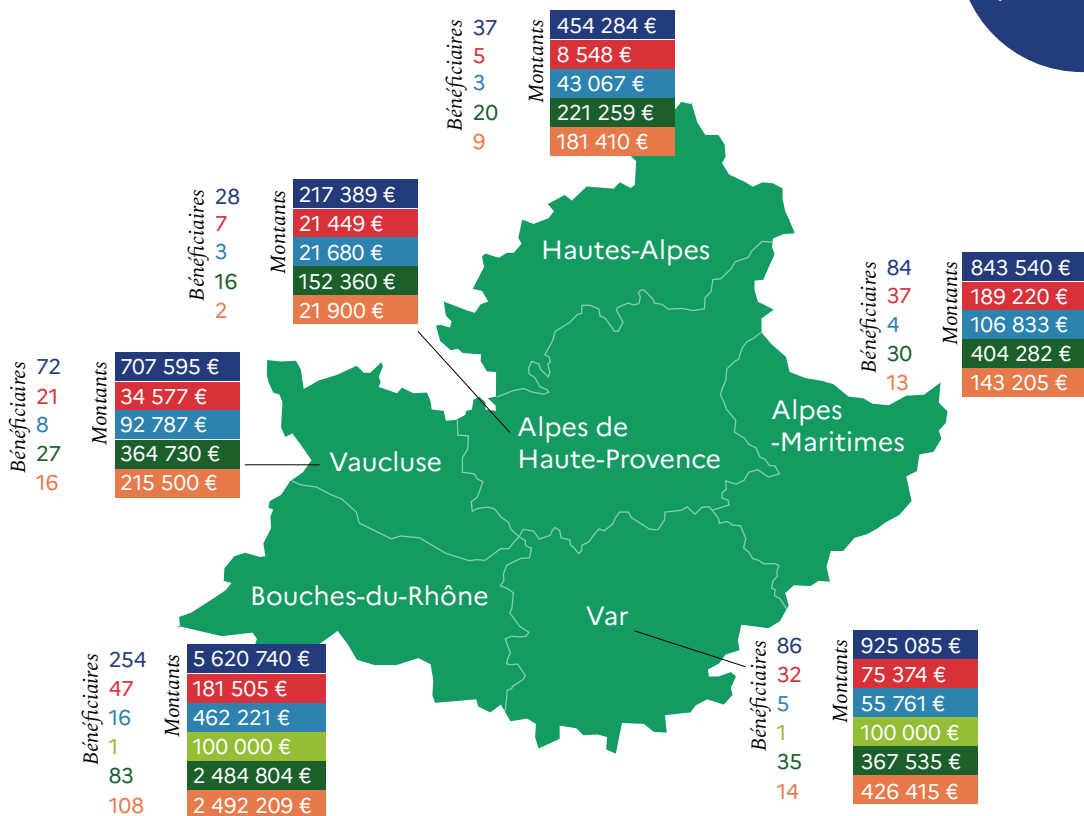 Bénéficiaires
37
5
3
20
9
Montants
454 284 €
8 548 €
43 067 €
221 259 €
181 410 €
Bénéficiaires
28
7
3
16
2
Montants
217 389 €
21 449 €
21 680 €
152 360 €
21 900 €
Hautes-Alpes
Bénéficiaires
84
37
4
30
13
Montants
843 540 €
189 220 €
106 833 €
404 282 €
143 205 €
Bénéficiaires
72
21
8
27
16
Montants
707 595 €
34 577 €
92 787 €
364 730 €
215 500 €
Alpes de
Haute-Provence
Alpes
-Maritimes
Vaucluse
Bouches-du-Rhône
Var
Bénéficiaires
254
47
16
1
83
108
Montants
5 620 740 €
181 505 €
462 221 €
100 000 €
2 484 804 €
2 492 209 €
Bénéficiaires
86
32
5
1
35
14
Montants
925 085 €
75 374 €
55 761 €
100 000 €
367 535 €
426 415 €